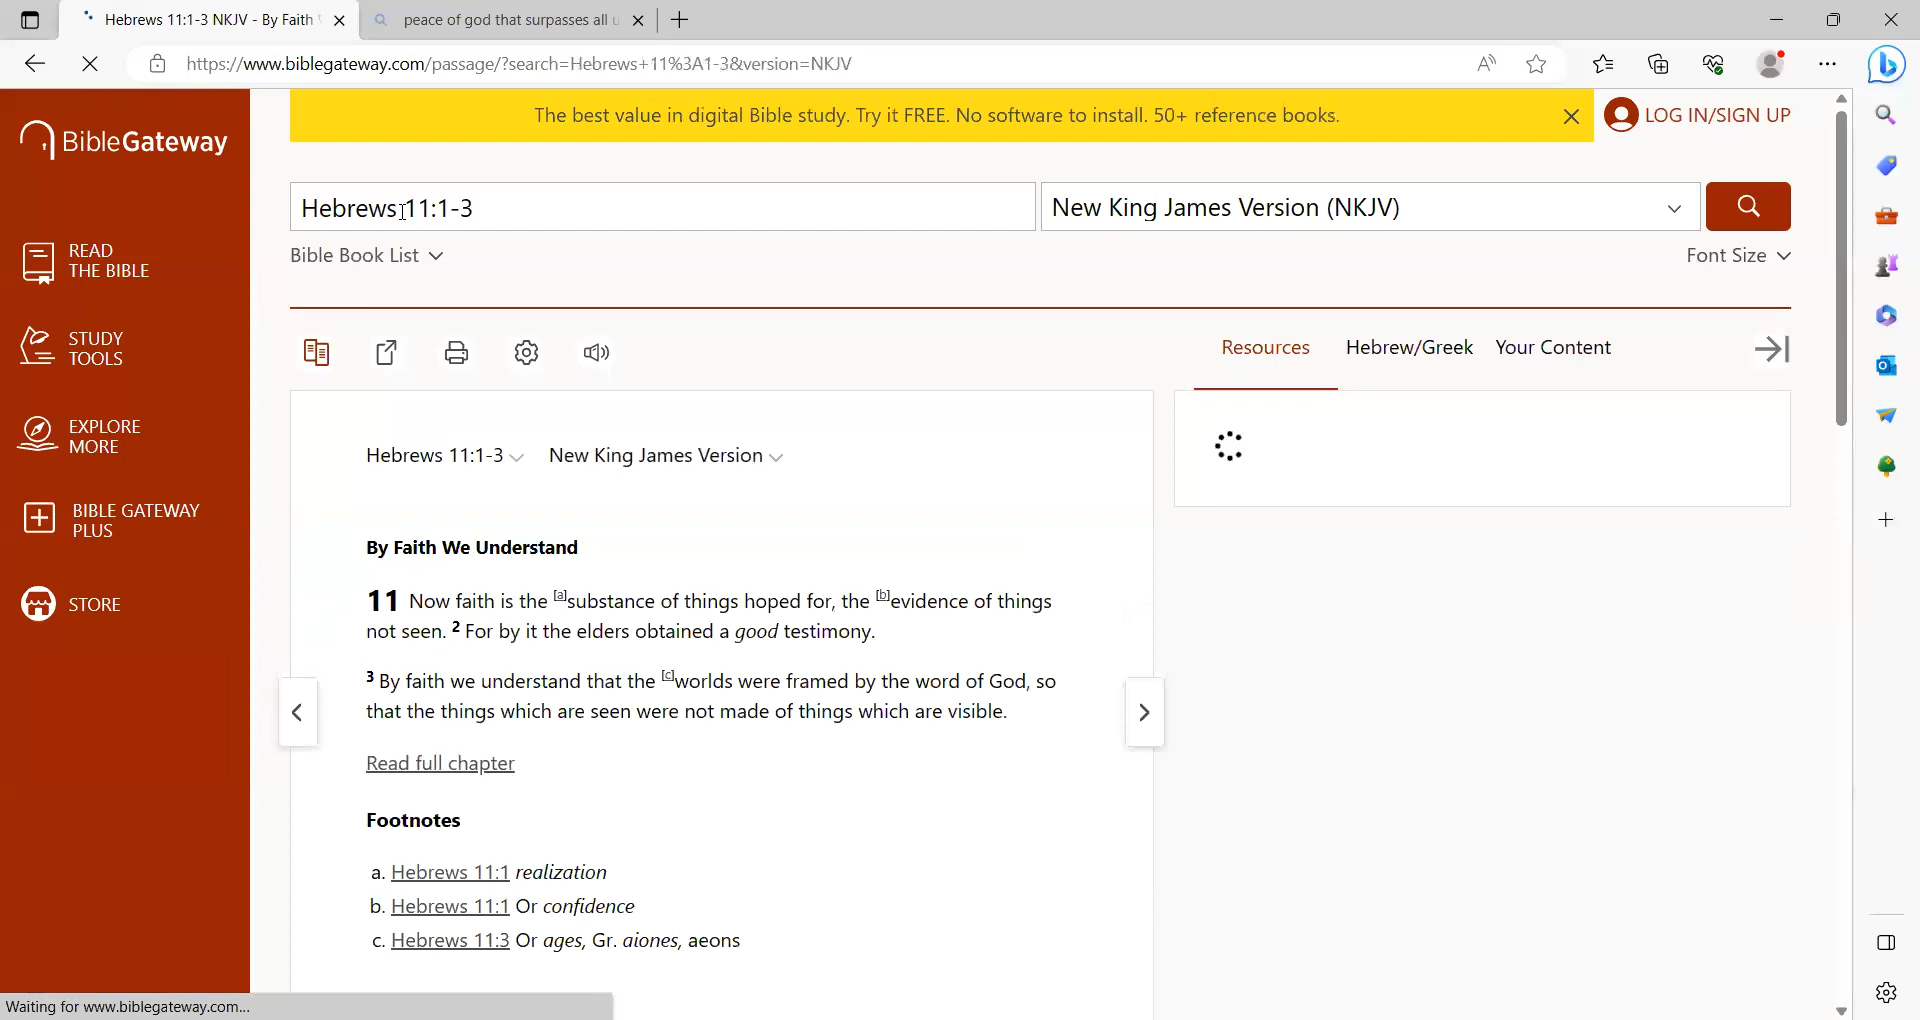 Hebrews 11:1-3 NKJV - By Faith
peace of god that surpasses all u
https://www.biblegateway.com/passage/?search=Hebrews+11%3A1-3&version=NKJV
The best value in digital Bible study. Try it FREE. No software to install. 50+ reference books.
LOG IN/SIGN UP
BibleGateway
Hebrews 11:1-3
New King James Version (NKJV)
Bible Book List
Font Size
READ
THE BIBLE
STUDY
TOOLS
EXPLORE
MORE
BIBLE GATEWAY
PLUS
STORE
Resources
Hebrew/Greek
Your Content
Hebrews 11:1-3
New King James Version
By Faith We Understand
11 Now faith is the [a]substance of things hoped for, the [b]evidence of things
not seen. 2 For by it the elders obtained a good testimony.
3 By faith we understand that the [c]worlds were framed by the word of God, so
that the things which are seen were not made of things which are visible.
Read full chapter
Footnotes
a. Hebrews 11:1 realization
b. Hebrews 11:1 Or confidence
c. Hebrews 11:3 Or ages, Gr. aiones, aeons
Waiting for www.biblegateway.com...